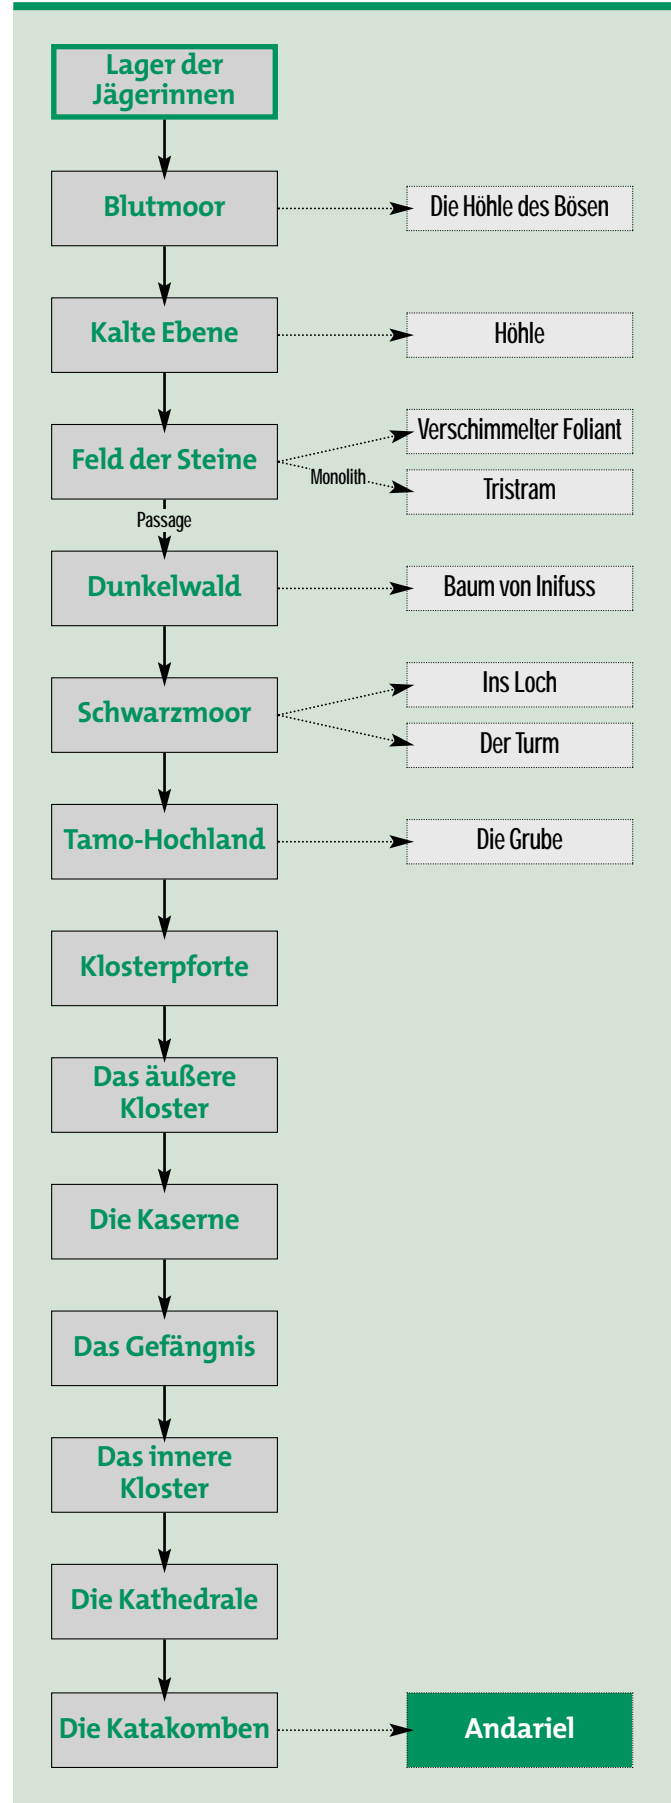 Lager der
Jägerinnen
Blutmoor
Die Höhle des Bösen
Kalte Ebene
Höhle
Feld der Steine
Verschimmelter Foliant
Monolith
Tristram
Passage
Dunkelwald
Baum von Inifuss
Schwarzmoor
Ins Loch
Der Turm
Tamo-Hochland
Die Grube
Klosterpforte
Das äußere
Kloster
Die Kaserne
Das Gefängnis
Das innere
Kloster
Die Kathedrale
Die Katakomben
Andariel